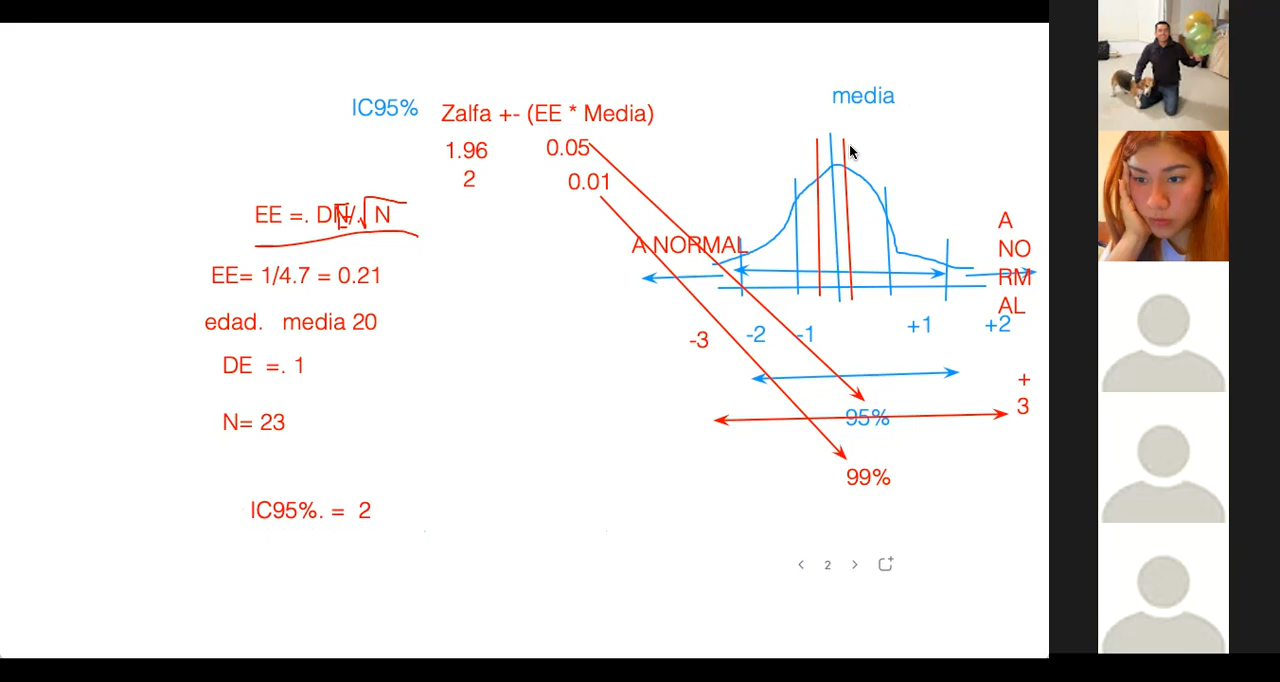 media
IC95%
Zalfa +- (EE * Media)
1.96
0.05
2
0.01
EE =. DE/√N
A NORMAL
A
NO
RM
AL
EE= 1/4.7 = 0.21
edad. media 20
-3
-2
-1
+1
+2
DE =. 1
+
3
N= 23
95%
99%
IC95%. = 2
2